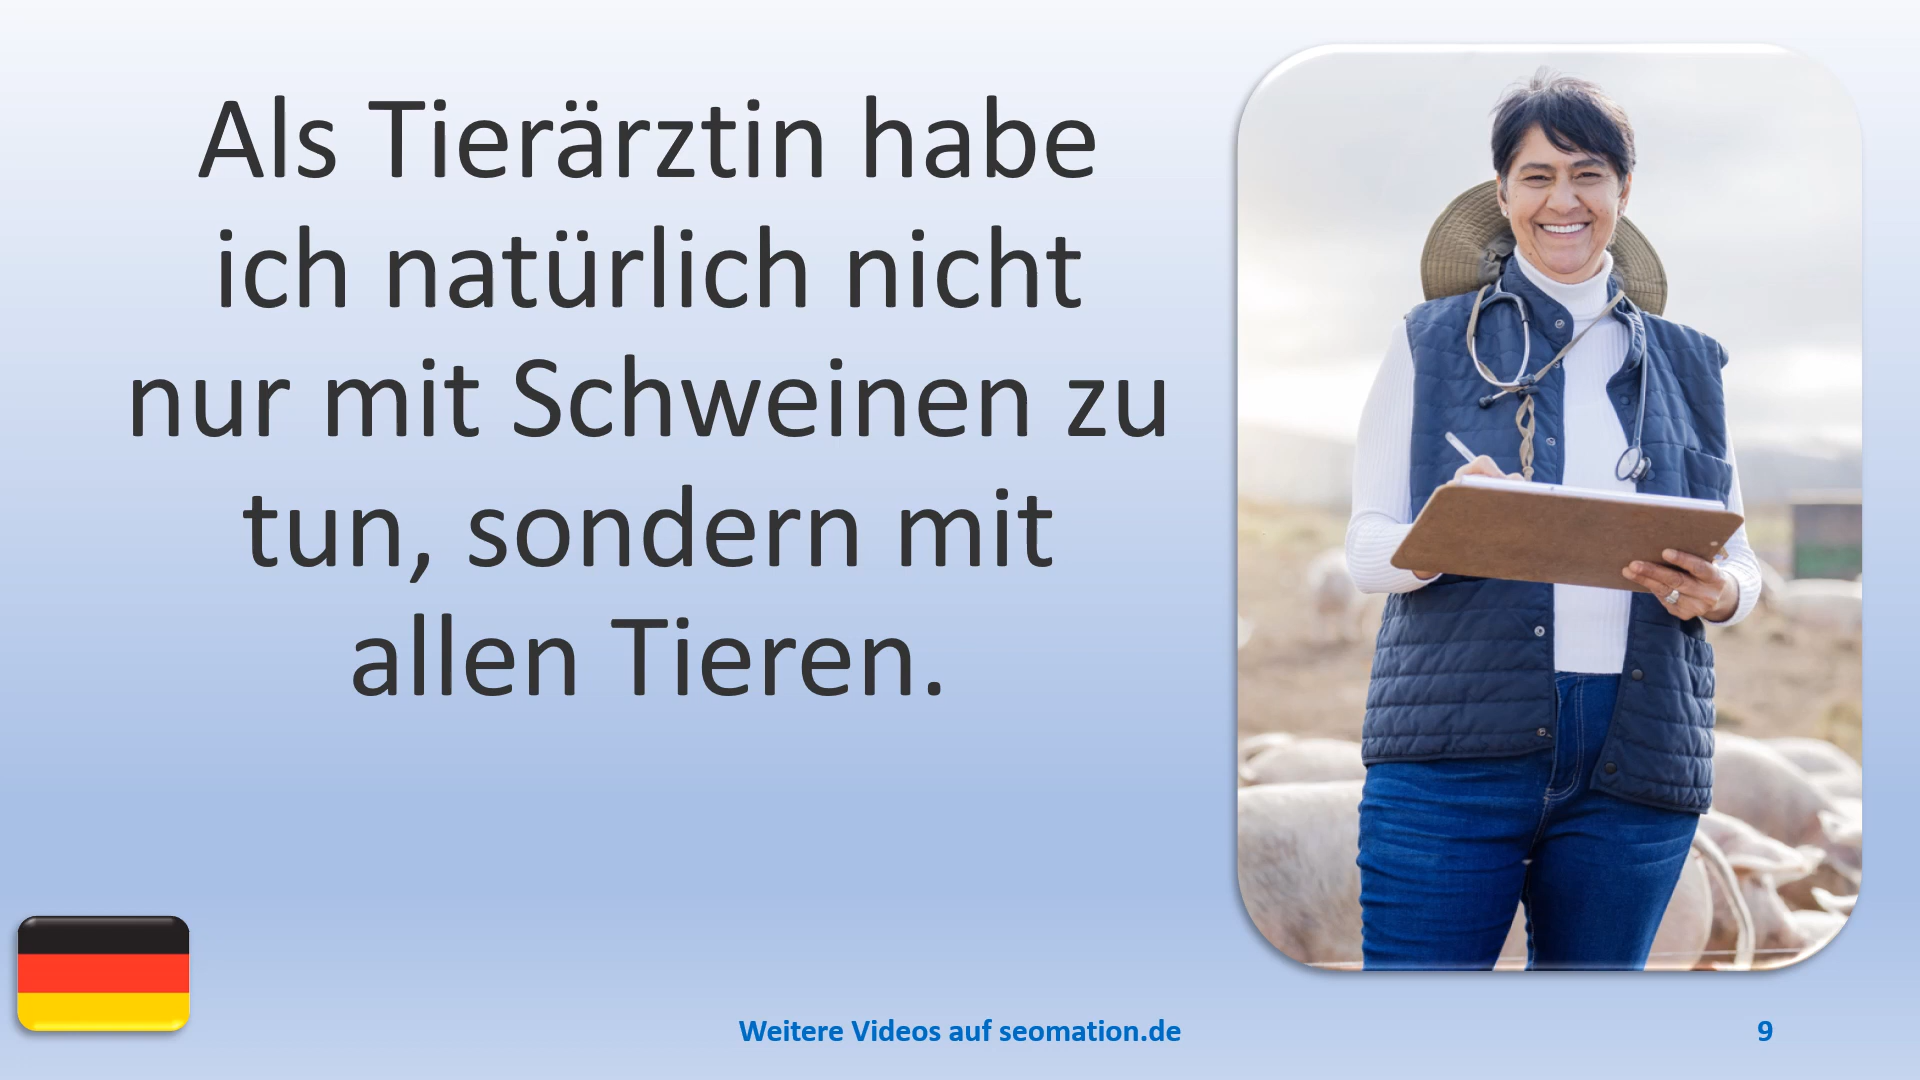 Als Tierärztin habe
ich natürlich nicht
nur mit Schweinen zu
tun, sondern mit
allen Tieren.
Weitere Videos auf seomation.de
9